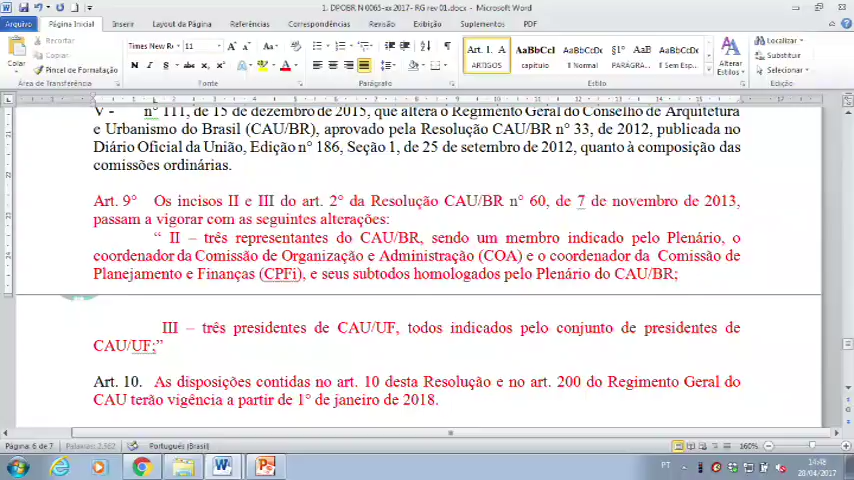 1. DPOBR N 0065-xx 2017- RG rev 01.docx - Microsoft Word
Arquivo Página Inicial Inserir Layout da Página Referências Correspondências Revisão Exibição Suplementos PDF
Colar
Recortar
Copiar
Pincel de Formatação
Área de Transferência
Times New Ro 11
N I S
Fonte
Parágrafo
Art. 1. A AaBbCcI AaBbCcDc §1° AaB AaBbCcDc
ARTIGOS capitulo ¶ Normal PARÁGRA... ¶ Sem Esp...
Alterar Estilos
Estilo
Localizar
Substituir
Selecionar
Edição
V - n° 111, de 15 de dezembro de 2015, que altera o Regimento Geral do Conselho de Arquitetura
e Urbanismo do Brasil (CAU/BR), aprovado pela Resolução CAU/BR n° 33, de 2012, publicada no
Diário Oficial da União, Edição n° 186, Seção 1, de 25 de setembro de 2012, quanto à composição das
comissões ordinárias.
Art. 9° Os incisos II e III do art. 2° da Resolução CAU/BR n° 60, de 7 de novembro de 2013,
passam a vigorar com as seguintes alterações:
“ II – três representantes do CAU/BR, sendo um membro indicado pelo Plenário, o
coordenador da Comissão de Organização e Administração (COA) e o coordenador da Comissão de
Planejamento e Finanças (CPFi), e seus subtodos homologados pelo Plenário do CAU/BR;
III – três presidentes de CAU/UF, todos indicados pelo conjunto de presidentes de
CAU/UF;”
Art. 10. As disposições contidas no art. 10 desta Resolução e no art. 200 do Regimento Geral do
CAU terão vigência a partir de 1° de janeiro de 2018.
Página: 6 de 7 Palavras: 2.562 Português (Brasil) 160%
PT 14:48
20/04/2017